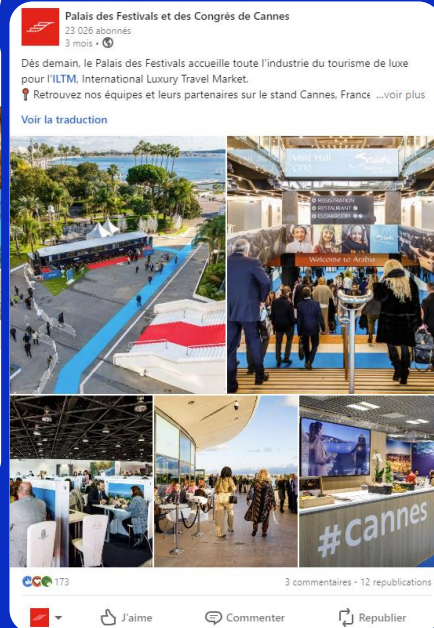 Palais des Festivals et des Congrès de Cannes
23 026 abonnés
3 mois •
Dès demain, le Palais des Festivals accueille toute l'industrie du tourisme de luxe
pour l'ILTM, International Luxury Travel Market.
Retrouvez nos équipes et leurs partenaires sur le stand Cannes, France ...voir plus
Voir la traduction
Main Hall
Saudi
REGISTRATION
RESTAURANT
CLOAKROOM
Welcome to Arabia
#cannes
173
3 commentaires • 12 republications
J'aime
Commenter
Republier